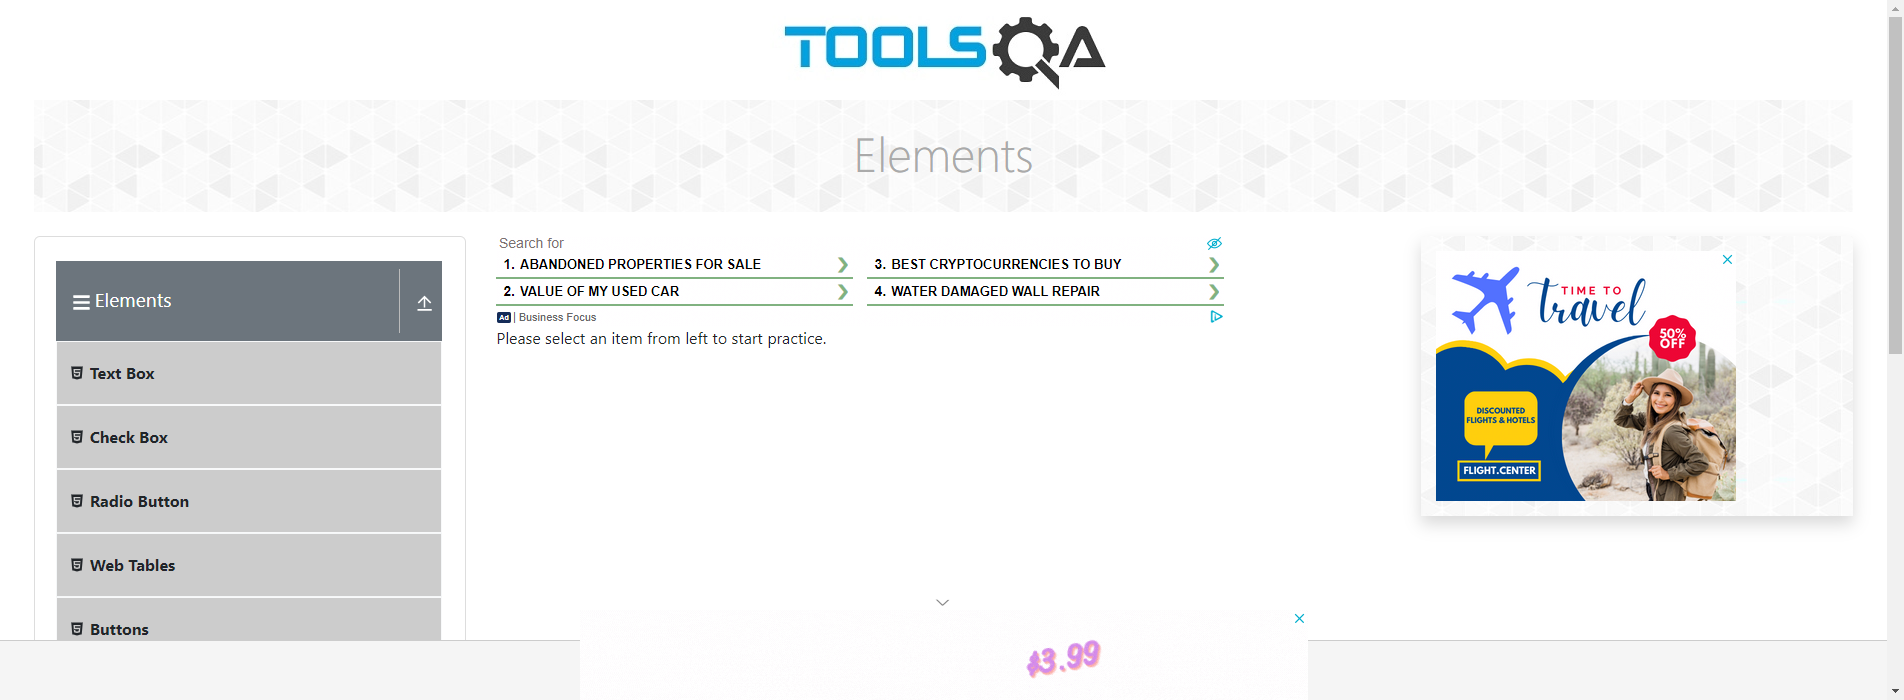 TOOLSQA
Elements
Elements
Text Box
Check Box
Radio Button
Web Tables
Buttons
Search for
1. ABANDONED PROPERTIES FOR SALE
2. VALUE OF MY USED CAR
3. BEST CRYPTOCURRENCIES TO BUY
4. WATER DAMAGED WALL REPAIR
Ad | Business Focus
Please select an item from left to start practice.
TIME TO
travel
50%
OFF
DISCOUNTED
FLIGHTS & HOTELS
FLIGHT.CENTER
$3.99